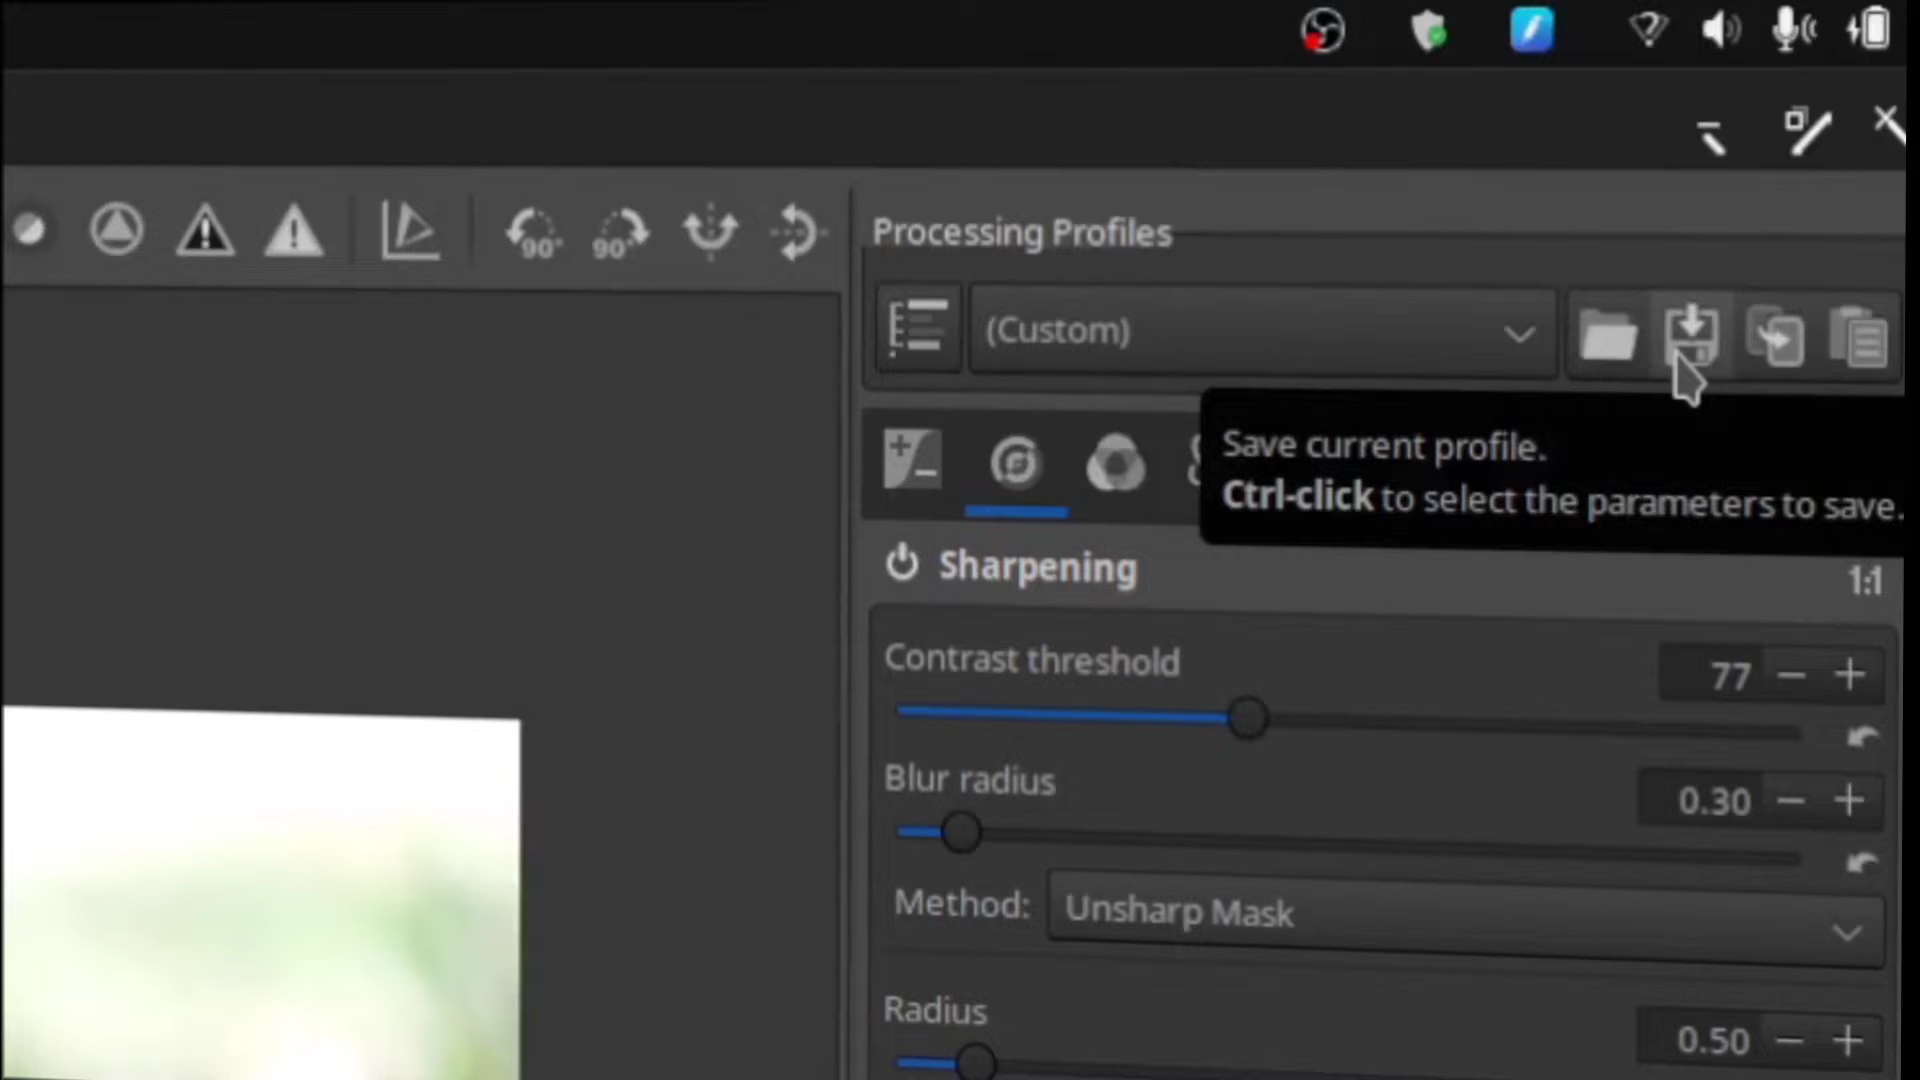 90°
90°
Processing Profiles
(Custom)
Save current profile.
Ctrl-click to select the parameters to save.
Sharpening
1:1
Contrast threshold
77
Blur radius
0.30
Method:
Unsharp Mask
Radius
0.50